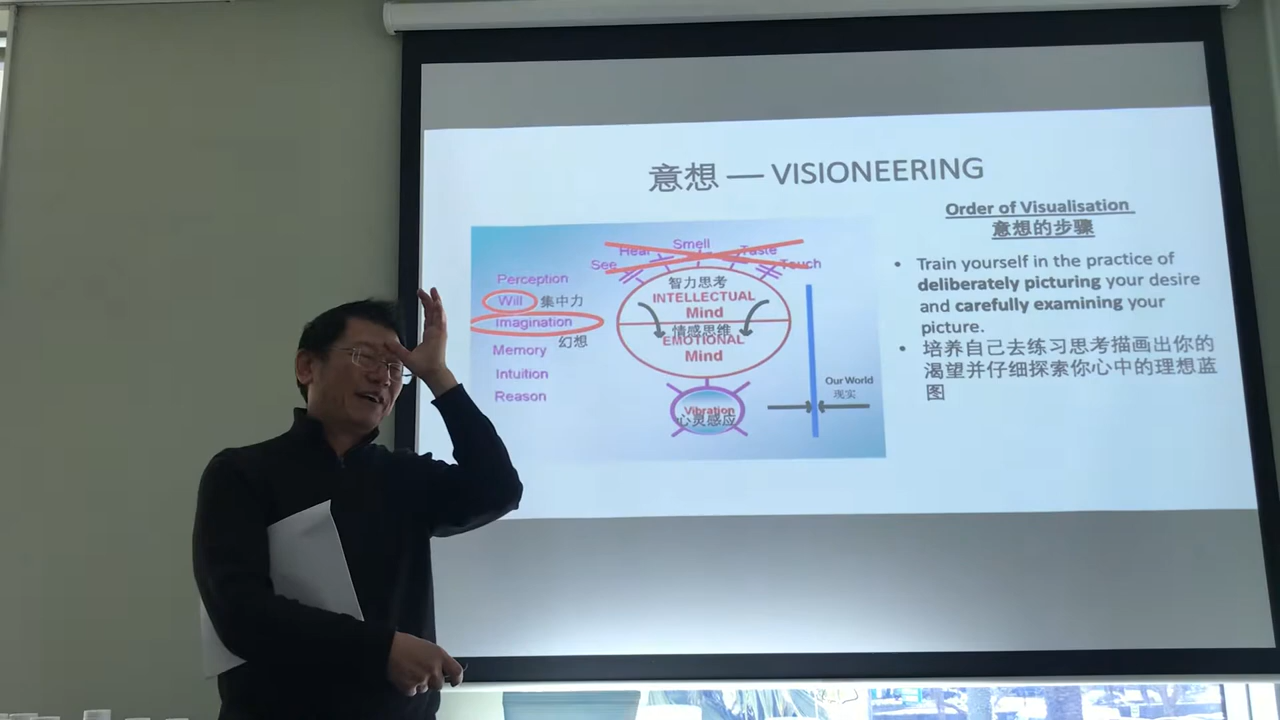 意想 — VISIONEERING
Order of Visualisation
意想的步骤
• Train yourself in the practice of
deliberately picturing your desire
and carefully examining your
picture.
• 培养自己去练习思考描画出你的
渴望并仔细探索你心中的理想蓝
图
Smell
Hear
Taste
See
Touch
Perception
Will 集中力
Imagination
幻想
Memory
Intuition
Reason
智力思考
INTELLECTUAL
Mind
情感思维
EMOTIONAL
Mind
Vibration
心灵感应
Our World
现实